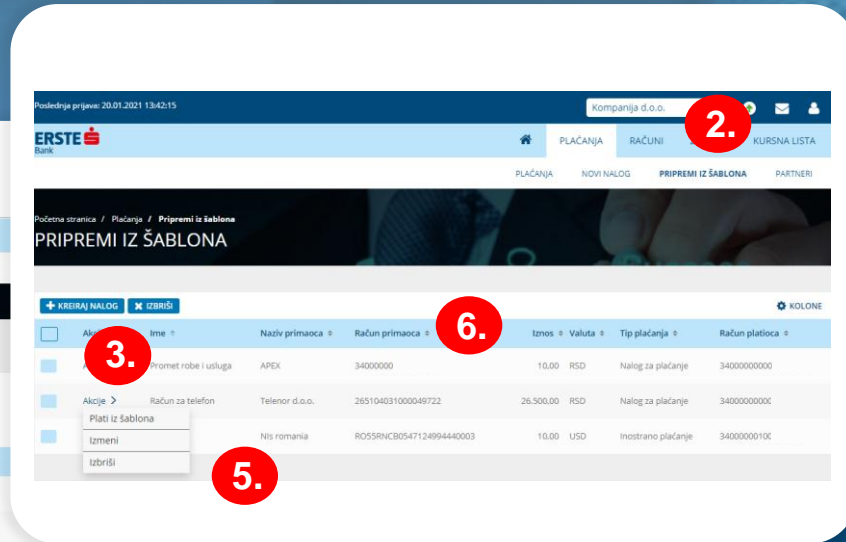 Poslednja prijava: 20.01.2021 13:42:15
Kompanija d.o.o.
2.
ERSTE
Bank
PLAĆANJA RAČUNI KURSNA LISTA
PLAĆANJA NOVI NALOG PRIPREMI IZ ŠABLONA PARTNERI
Početna stranica / Plaćanja / Pripremi iz šablona
PRIPREMI IZ ŠABLONA
KREIRAJ NALOG IZBRIŠI
KOLONE
6.
Ime Naziv primaoca Račun primaoca Iznos Valuta Tip plaćanja Račun platioca
3.
Promet robe i usluga APEX 34000000 10,00 RSD Nalog za plaćanje 34000000000
Akcije Račun za telefon Telenor d.o.o. 265104031000049722 26.500,00 RSD Nalog za plaćanje
Plati iz šablona
Izmeni
NIs romania RO55RNCB0547124994440003 10,00 USD Inostrano plaćanje
Izbriši
5.